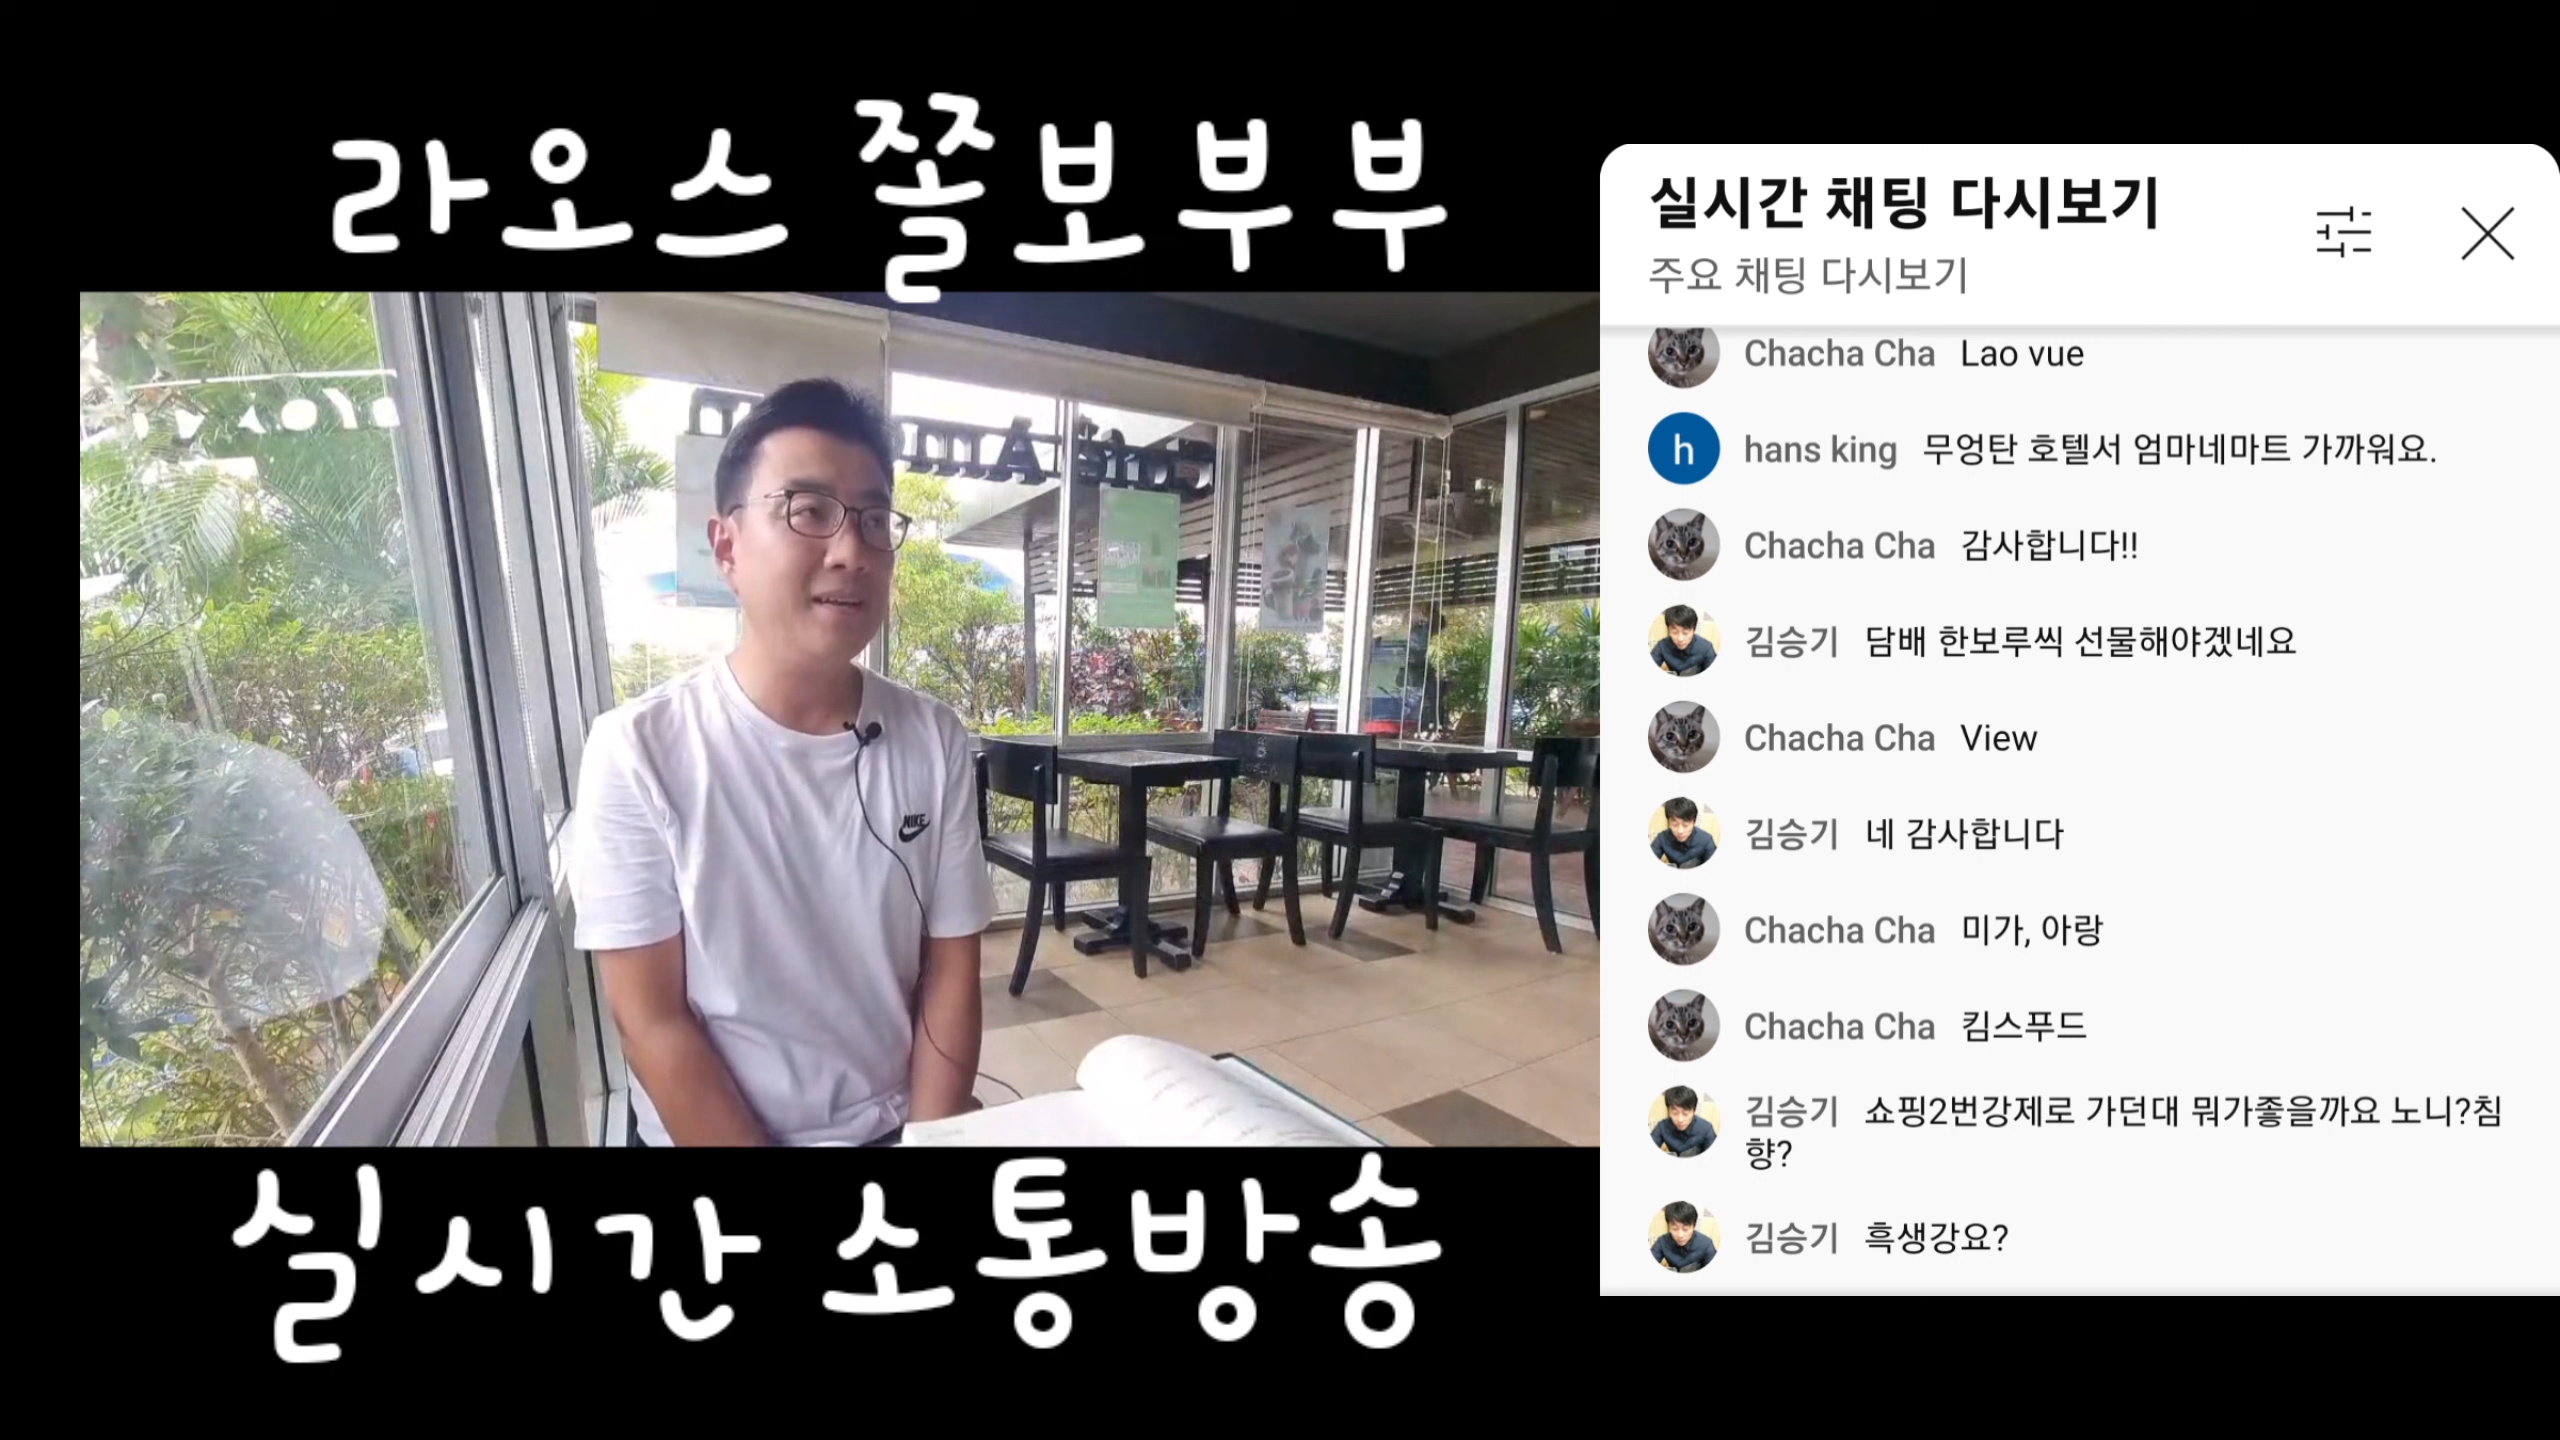 라오스 쫄보부부
NIKE
실시간 소통방송
실시간 채팅 다시보기
주요 채팅 다시보기
Chacha Cha Lao vue
h hans king 무엉탄 호텔서 엄마네마트 가까워요.
Chacha Cha 감사합니다!!
김승기 담배 한보루씩 선물해야겠네요
Chacha Cha View
김승기 네 감사합니다
Chacha Cha 미가, 아랑
Chacha Cha 킴스푸드
김승기 쇼핑2번강제로 가던대 뭐가좋을까요 노니?침
향?
김승기 흑생강요?